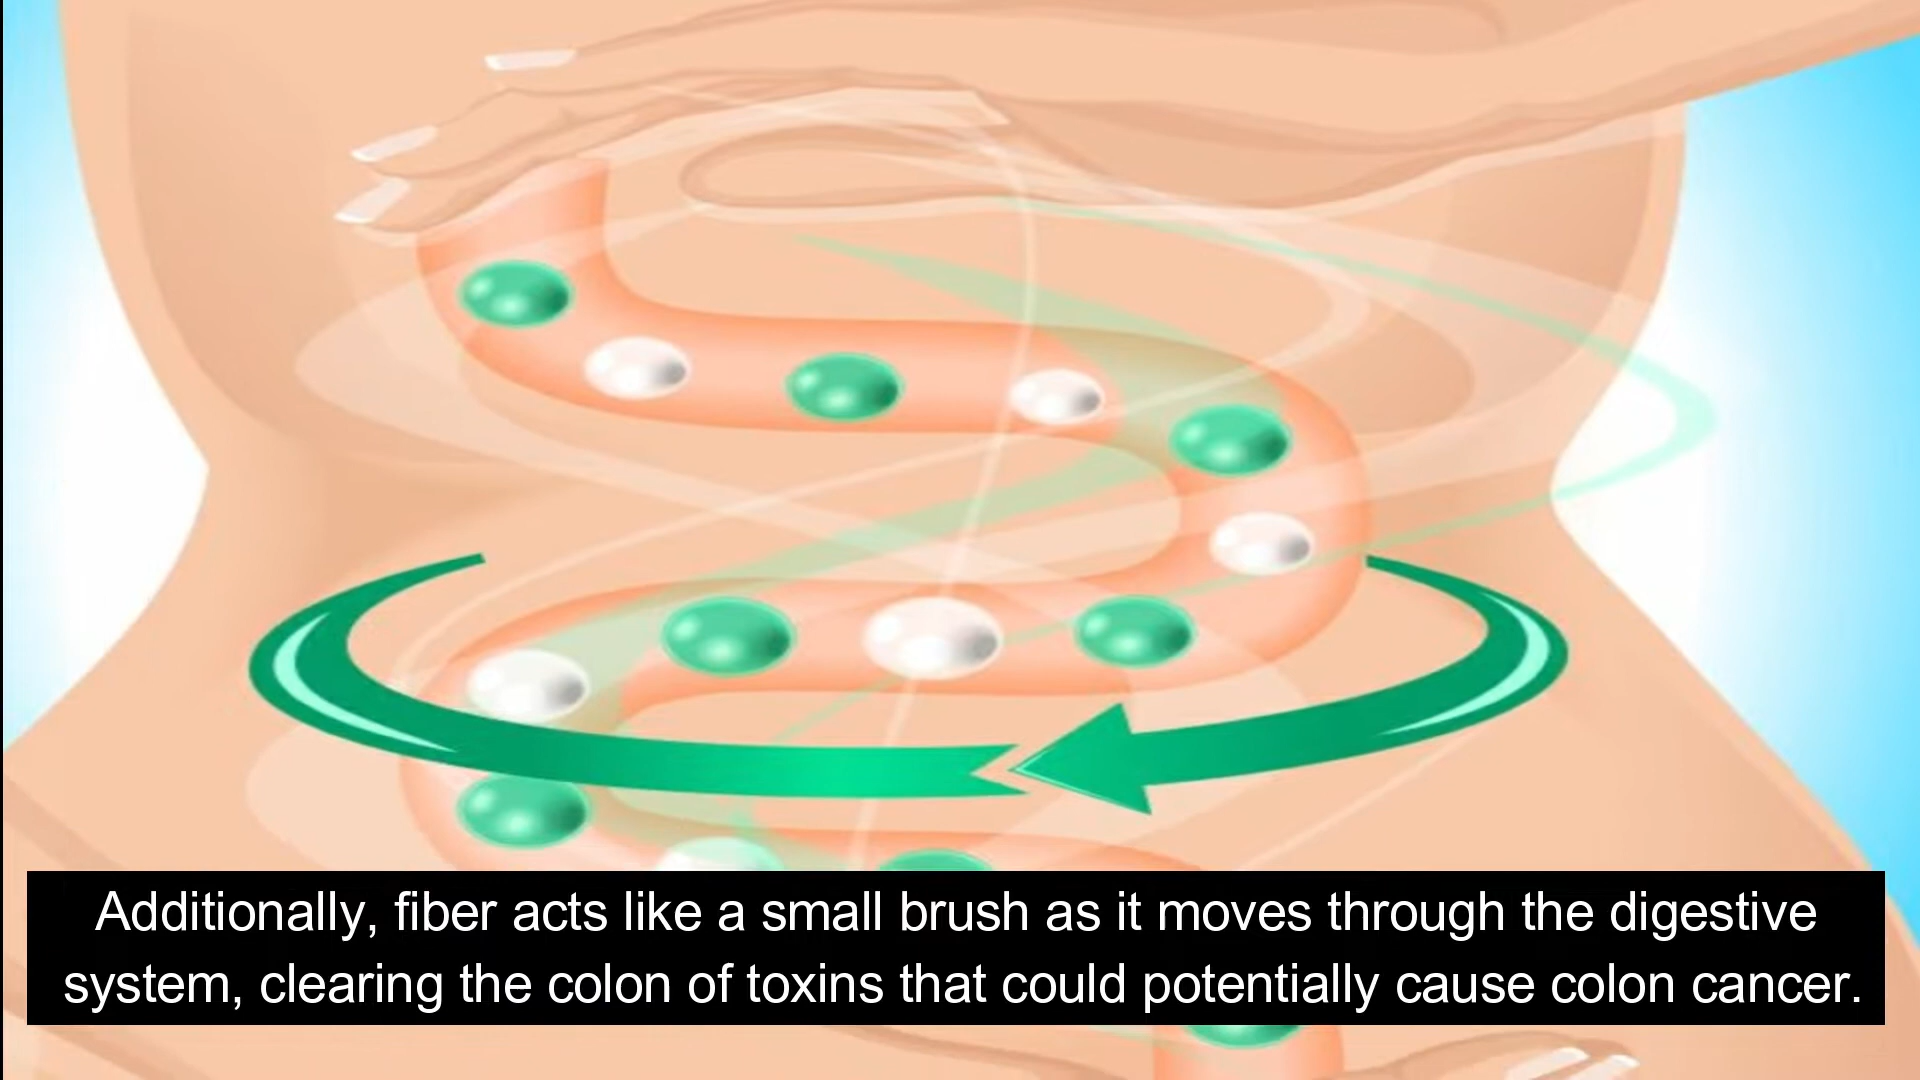 Additionally, fiber acts like a small brush as it moves through the digestive
system, clearing the colon of toxins that could potentially cause colon cancer.